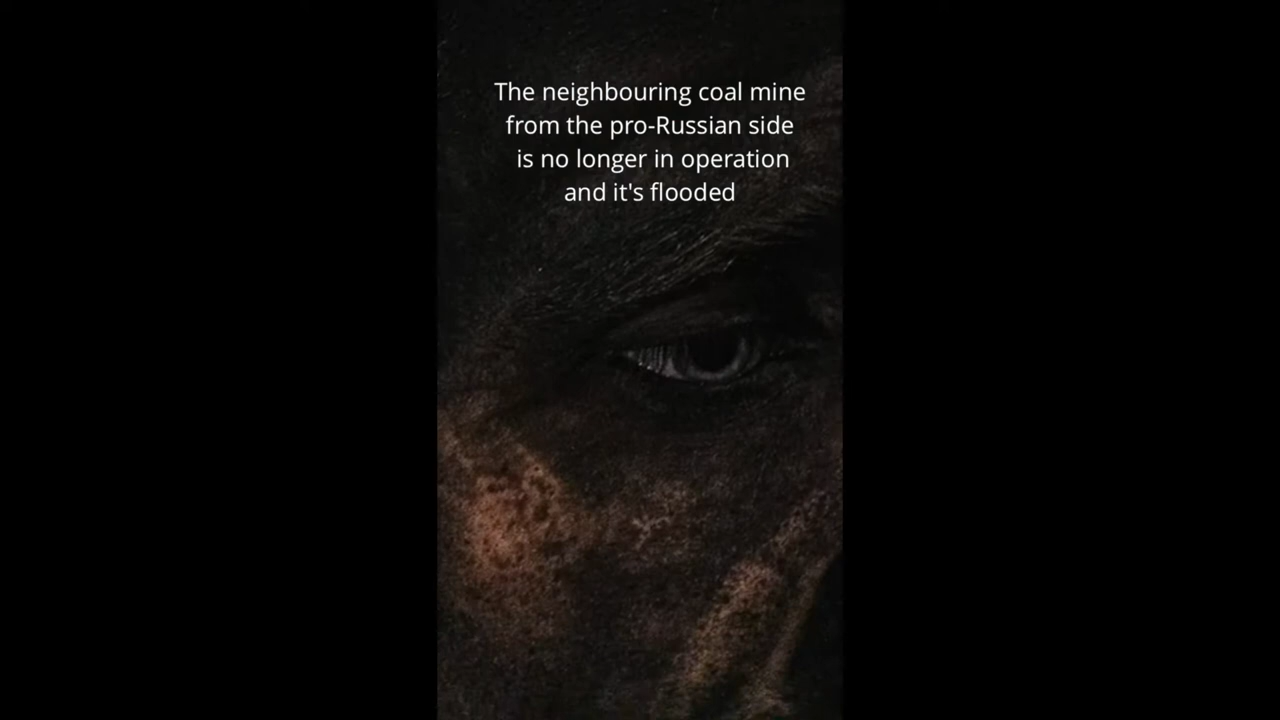 The neighbouring coal mine
from the pro-Russian side
is no longer in operation
and it's flooded